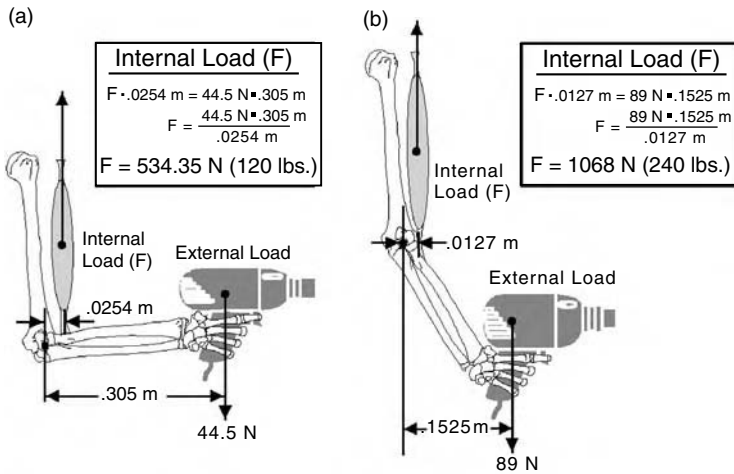 (a)
Internal Load (F)
F▪.0254 m = 44.5 N▪.305 m
F = 44.5 N▪.305 m
.0254 m
F = 534.35 N (120 lbs.)
Internal
Load (F)
External Load
.0254 m
.305 m
44.5 N
(b)
Internal Load (F)
F▪.0127 m = 89 N▪.1525 m
F = 89 N▪.1525 m
.0127 m
F = 1068 N (240 lbs.)
Internal
Load (F)
.0127 m
External Load
.1525 m
89 N